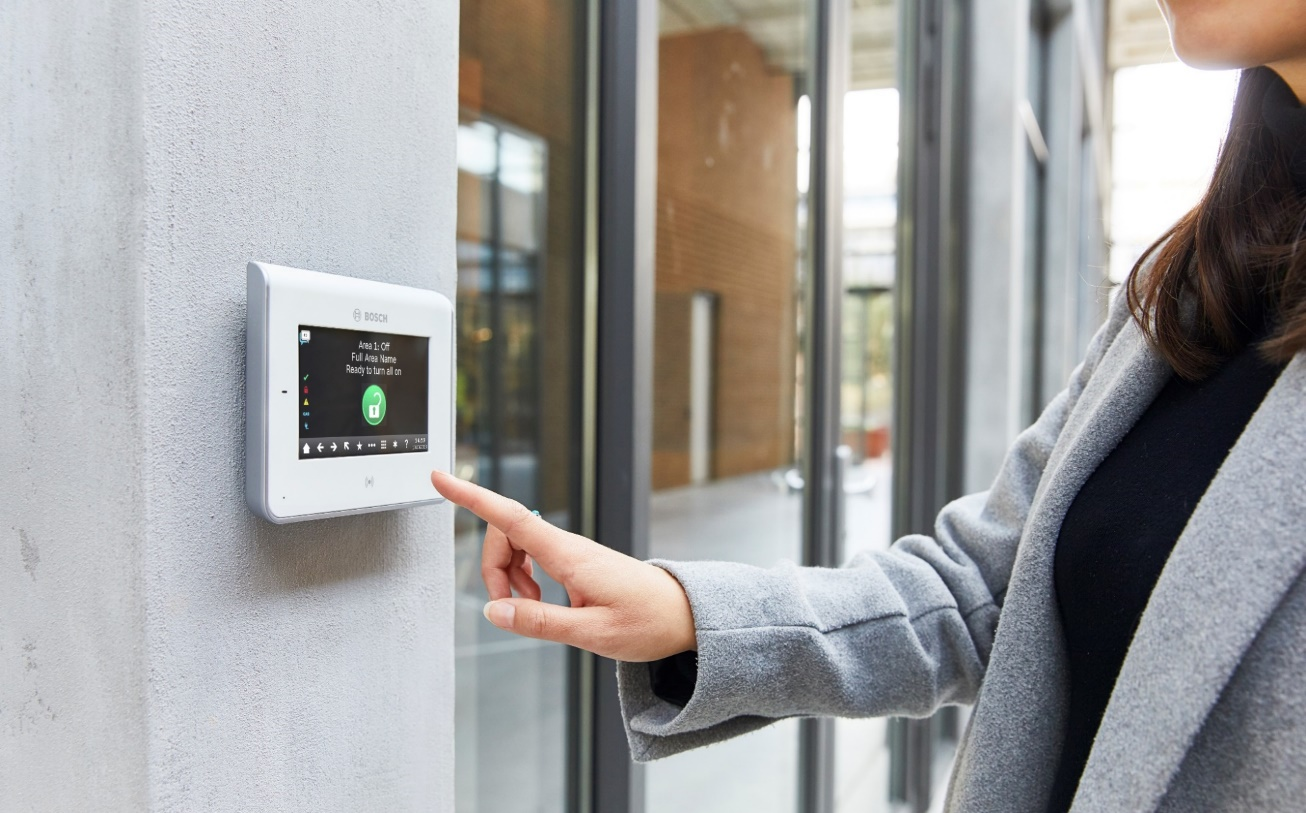 BOSCH
Area 1: Off
Full Area Name
Ready to turn all on
?